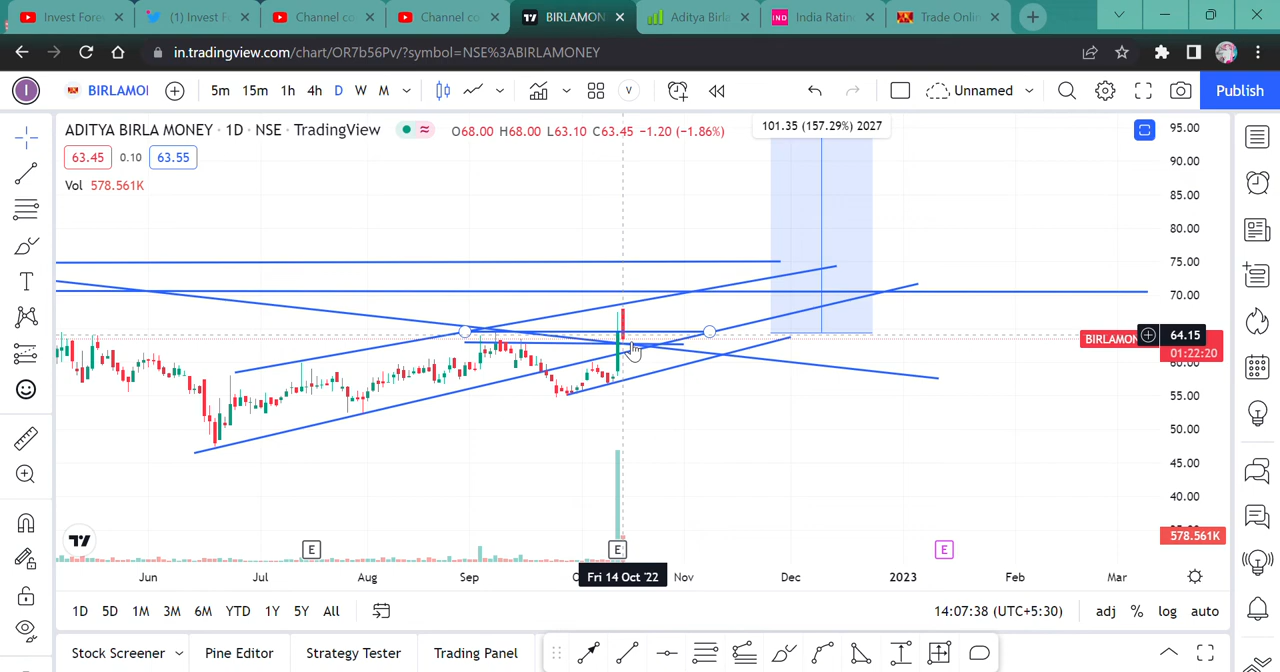 Invest Fore
(1) Invest F
Channel co
Channel co
BIRLAMON
Aditya Birla
India Ratin
Trade Onli
in.tradingview.com/chart/OR7b56Pv/?symbol=NSE%3ABIRLAMONEY
I BIRLAMOI 5m 15m 1h 4h D W M V Unnamed Publish
ADITYA BIRLA MONEY · 1D · NSE · TradingView O68.00 H68.00 L63.10 C63.45 −1.20 (−1.86%)
101.35 (157.29%) 2027
63.45 0.10 63.55
Vol 578.561K
95.00
90.00
85.00
80.00
75.00
70.00
BIRLAMON 64.15
01:22:20
60.00
55.00
50.00
45.00
40.00
578.561K
E E E
Jun Jul Aug Sep Fri 14 Oct '22 Nov Dec 2023 Feb Mar
1D 5D 1M 3M 6M YTD 1Y 5Y All 14:07:38 (UTC+5:30) adj % log auto
Stock Screener Pine Editor Strategy Tester Trading Panel